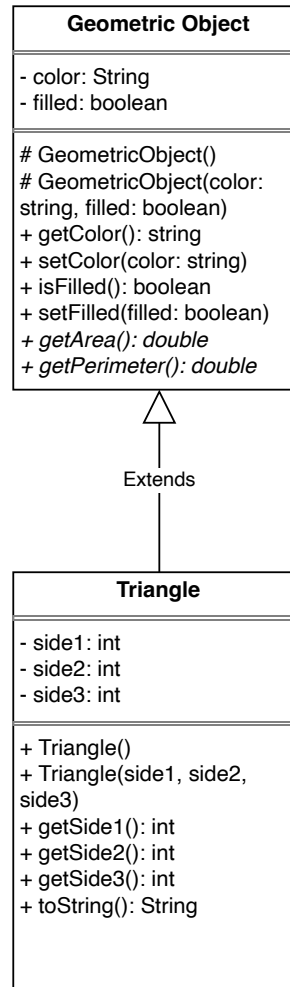 Geometric Object
- color: String
- filled: boolean
# GeometricObject()
# GeometricObject(color:
string, filled: boolean)
+ getColor(): string
+ setColor(color: string)
+ isFilled(): boolean
+ setFilled(filled: boolean)
+ getArea(): double
+ getPerimeter(): double
Extends
Triangle
- side1: int
- side2: int
- side3: int
+ Triangle()
+ Triangle(side1, side2,
side3)
+ getSide1(): int
+ getSide2(): int
+ getSide3(): int
+ toString(): String